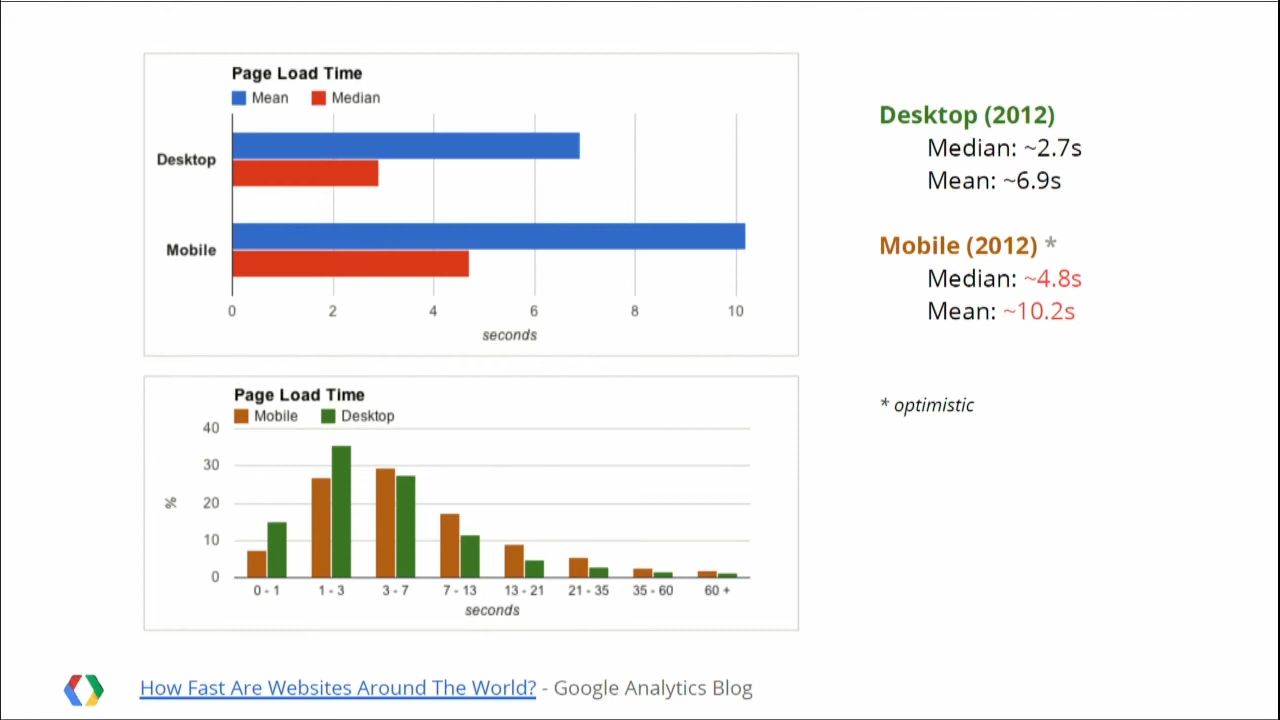 Page Load Time
Mean Median
Desktop
Mobile
0 2 4 6 8 10
seconds
Desktop (2012)
Median: ~2.7s
Mean: ~6.9s
Mobile (2012) *
Median: ~4.8s
Mean: ~10.2s
* optimistic
Page Load Time
Mobile Desktop
40
30
20
10
0
%
0 - 1 1 - 3 3 - 7 7 - 13 13 - 21 21 - 35 35 - 60 60 +
seconds
How Fast Are Websites Around The World? - Google Analytics Blog